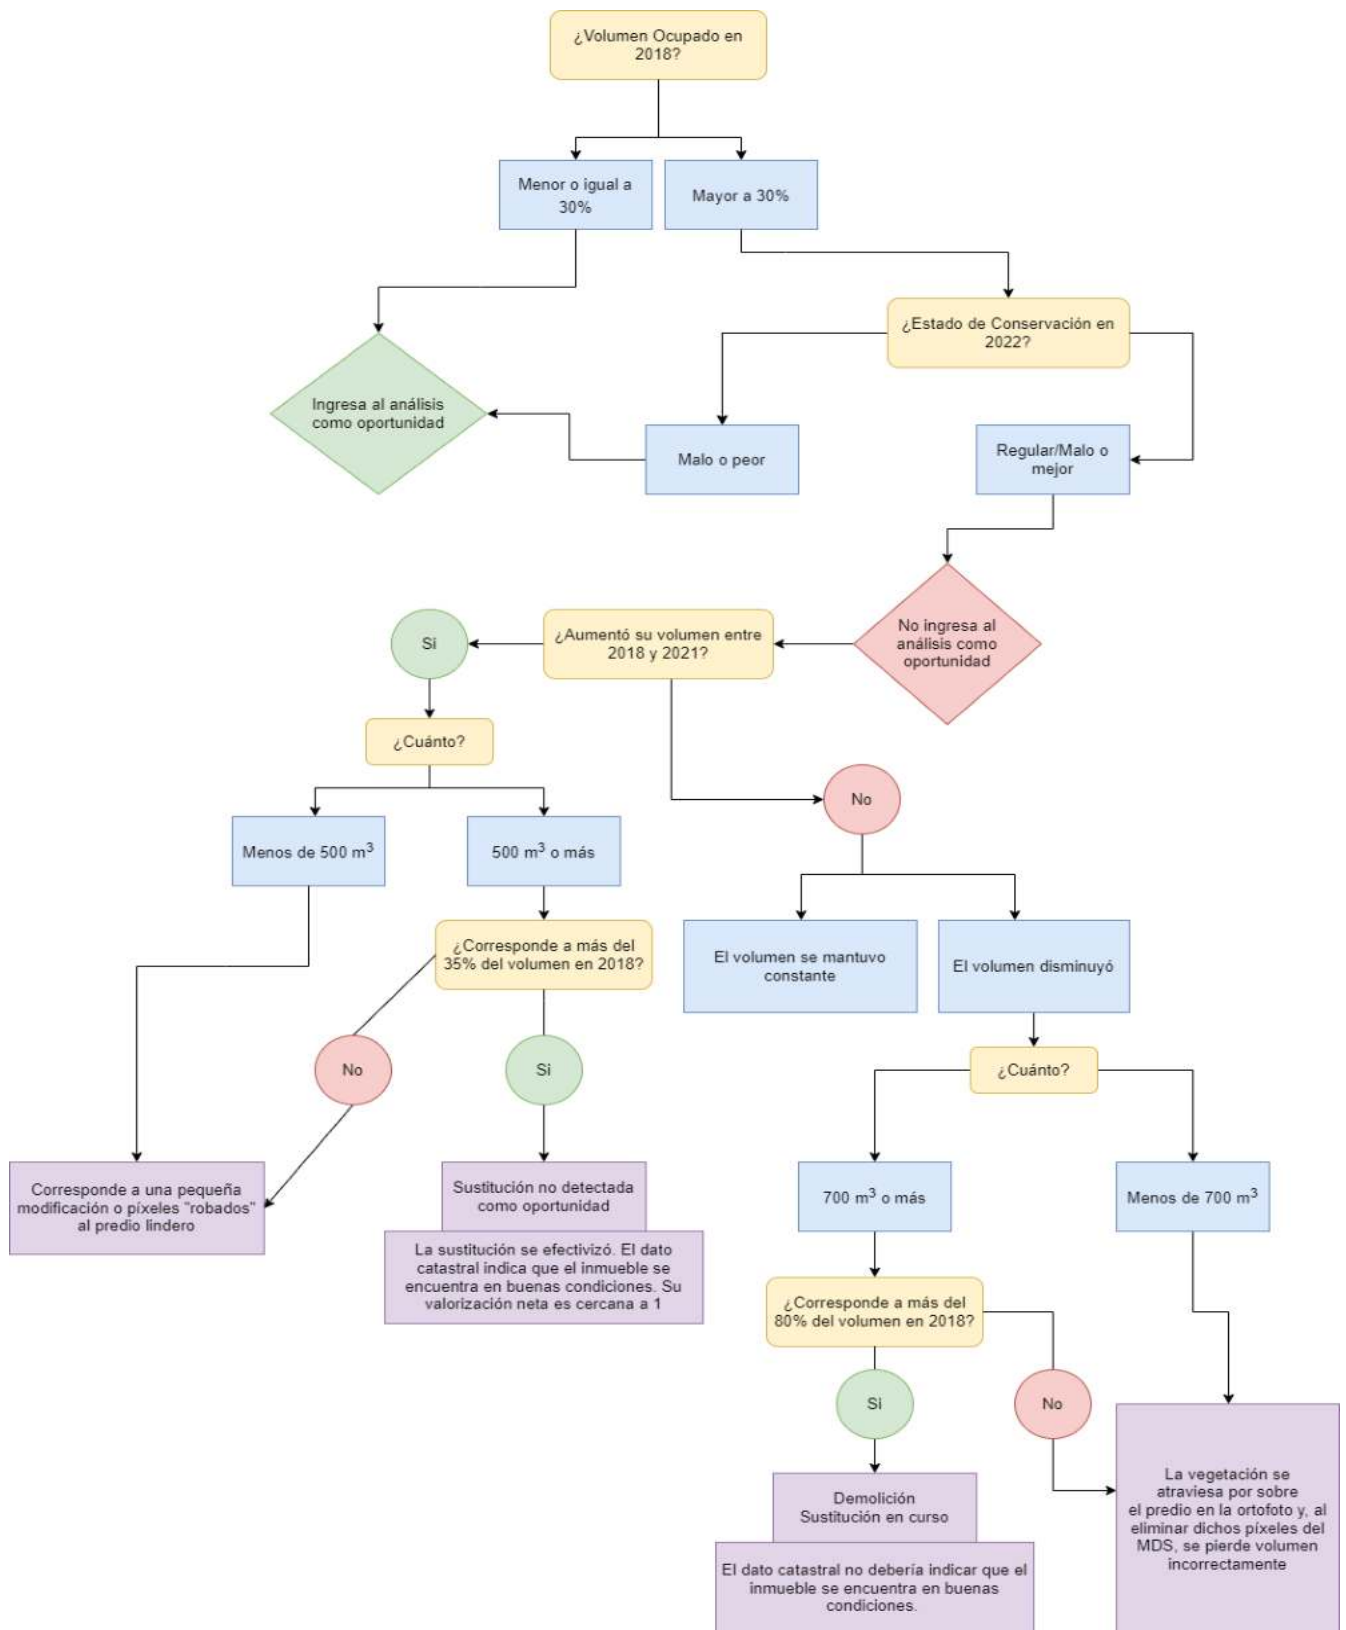 ¿Volumen Ocupado en
2018?
Menor o igual a
30%
Mayor a 30%
¿Estado de Conservación en
2022?
Ingresa al análisis
como oportunidad
Malo o peor
Regular/Malo o
mejor
No ingresa al
análisis como
oportunidad
¿Aumentó su volumen entre
2018 y 2021?
Si
¿Cuánto?
No
Menos de 500 m³
500 m³ o más
¿Corresponde a más del
35% del volumen en 2018?
El volumen se mantuvo
constante
El volumen disminuyó
No
Si
¿Cuánto?
Corresponde a una pequeña
modificación o píxeles "robados"
al predio lindero
Sustitución no detectada
como oportunidad
La sustitución se efectivizó. El dato
catastral indica que el inmueble se
encuentra en buenas condiciones. Su
valorización neta es cercana a 1
700 m³ o más
Menos de 700 m³
¿Corresponde a más del
80% del volumen en 2018?
Si
No
Demolición
Sustitución en curso
El dato catastral no debería indicar que el
inmueble se encuentra en buenas
condiciones.
La vegetación se
atraviesa por sobre
el predio en la ortofoto y, al
eliminar dichos píxeles del
MDS, se pierde volumen
incorrectamente